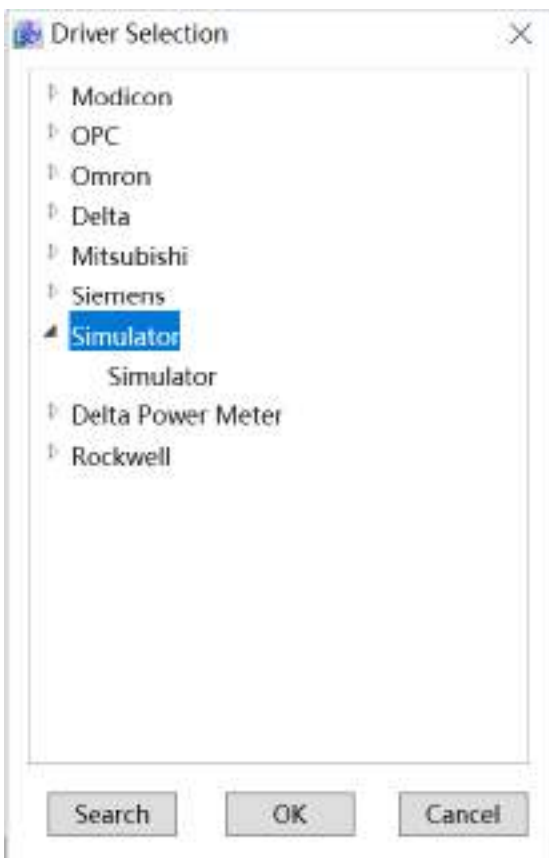 Driver Selection
Modicon
OPC
Omron
Delta
Mitsubishi
Siemens
Simulator
Simulator
Delta Power Meter
Rockwell
Search OK Cancel